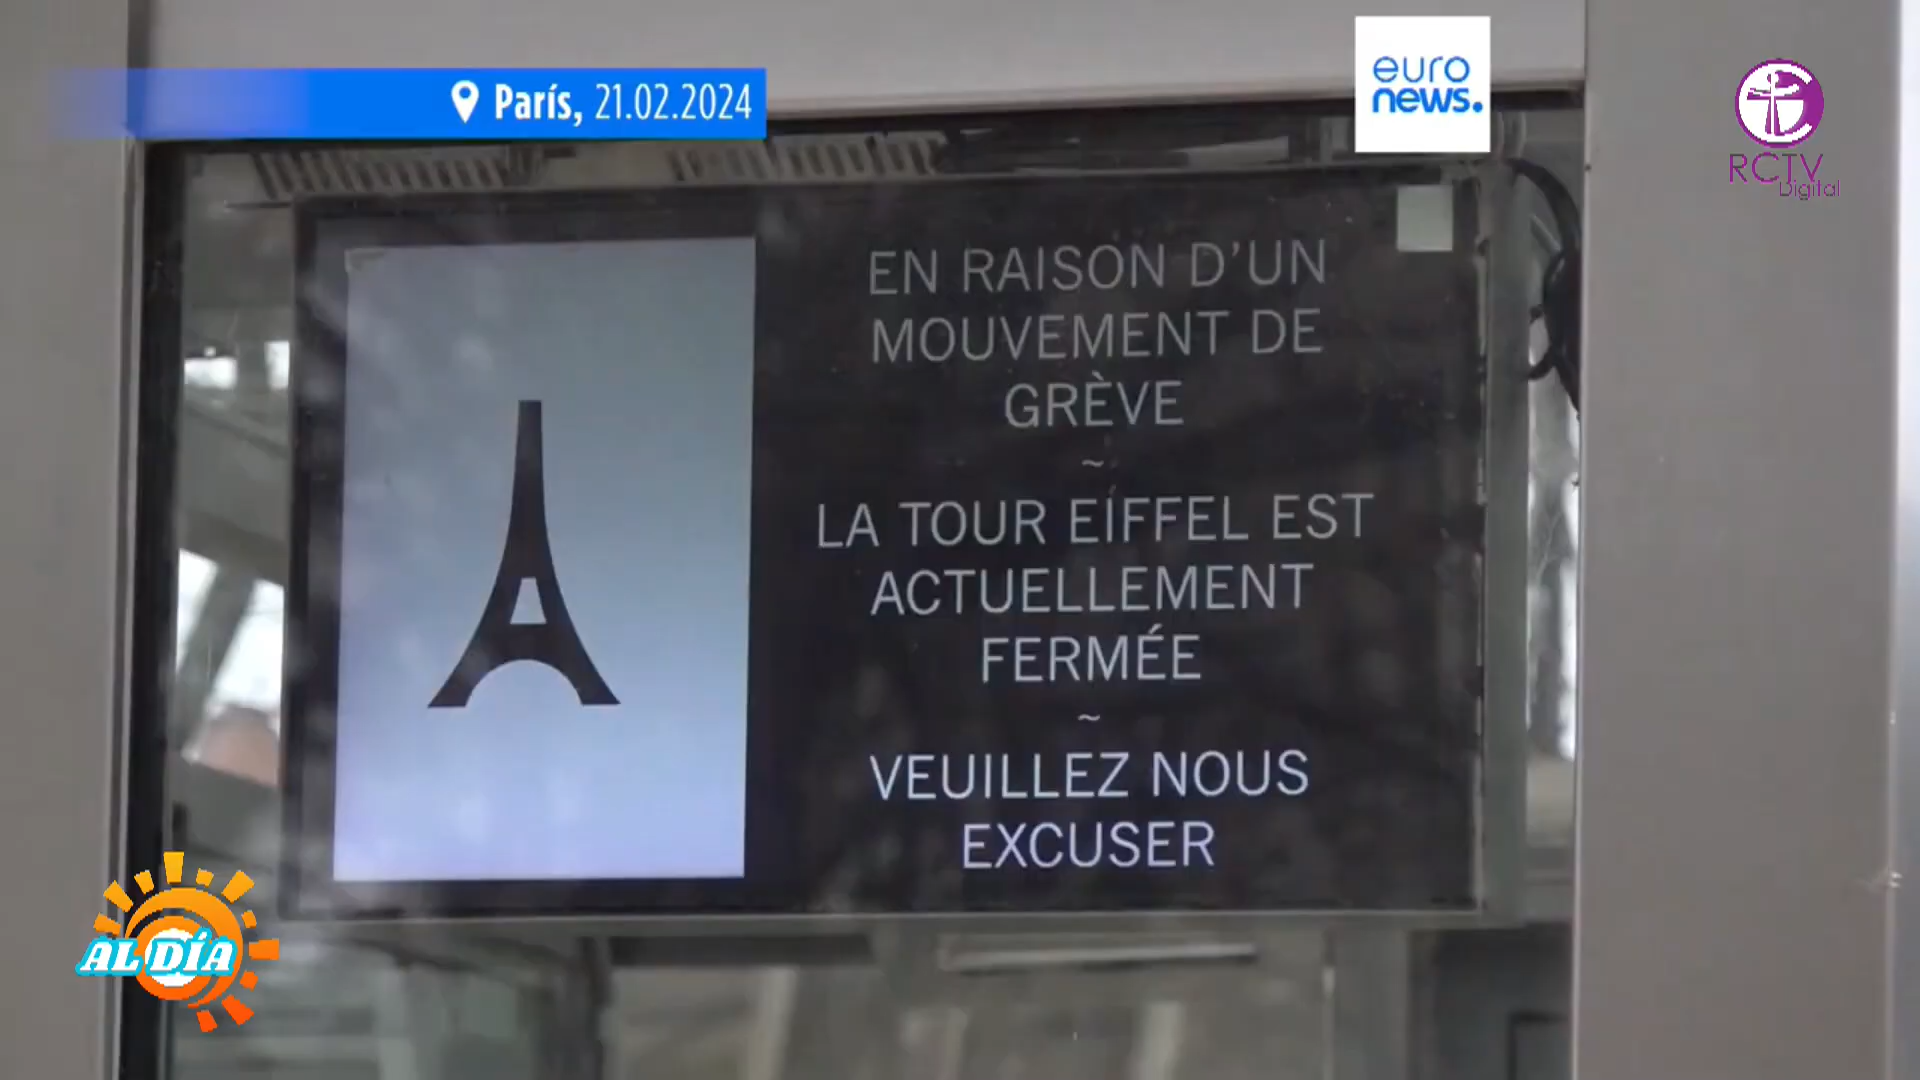 París, 21.02.2024
euro
news.
RCTV
Digital
EN RAISON D'UN
MOUVEMENT DE
GRÈVE
~
LA TOUR EIFFEL EST
ACTUELLEMENT
FERMÉE
~
VEUILLEZ NOUS
EXCUSER
AL DÍA